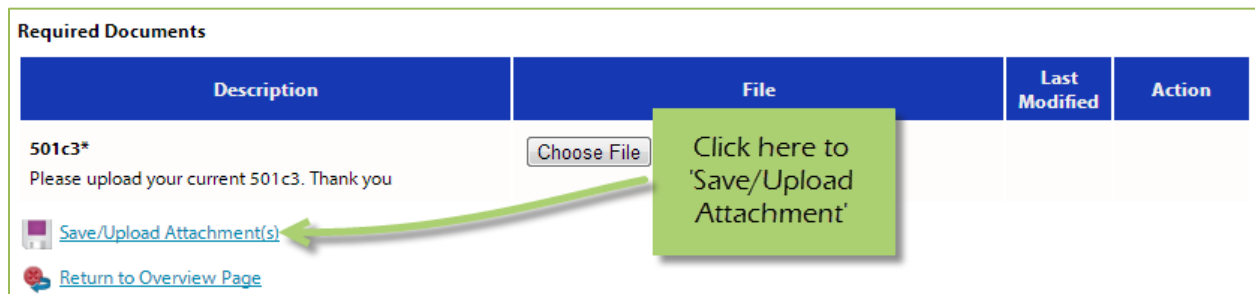 Required Documents
Description
File
Last
Modified
Action
501c3*
Please upload your current 501c3. Thank you
Choose File
Click here to
'Save/Upload
Attachment'
Save/Upload Attachment(s)
Return to Overview Page